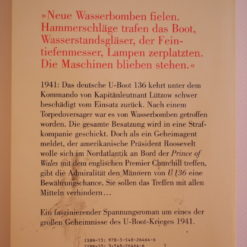 »Neue Wasserbomben fielen.
Hammerschläge trafen das Boot,
Wasserstandsgläser, der Fein-
tiefenmesser, Lampen zerplatzten.
Die Maschinen blieben stehen.«
1941: Das deutsche U-Boot 136 kehrt unter dem
Kommando von Kapitänleutnant Lützow schwer
beschädigt vom Einsatz zurück. Nach einem
Torpedoversager war es von Wasserbomben getroffen
worden. Die gesamte Besatzung wird in eine Straf-
kompanie geschickt. Doch als ein Geheimagent
meldet, der amerikanische Präsident Roosevelt
wolle sich im Nordatlantik an Bord der Prince of
Wales mit dem englischen Premier Churchill treffen,
gibt die Admiralität den Männern von U 136 eine
Bewährungschance. Sie sollen das Treffen mit allen
Mitteln verhindern …
Ein faszinierender Spannungsroman um eines der
großen Geheimnisse des U-Boot-Krieges 1941.